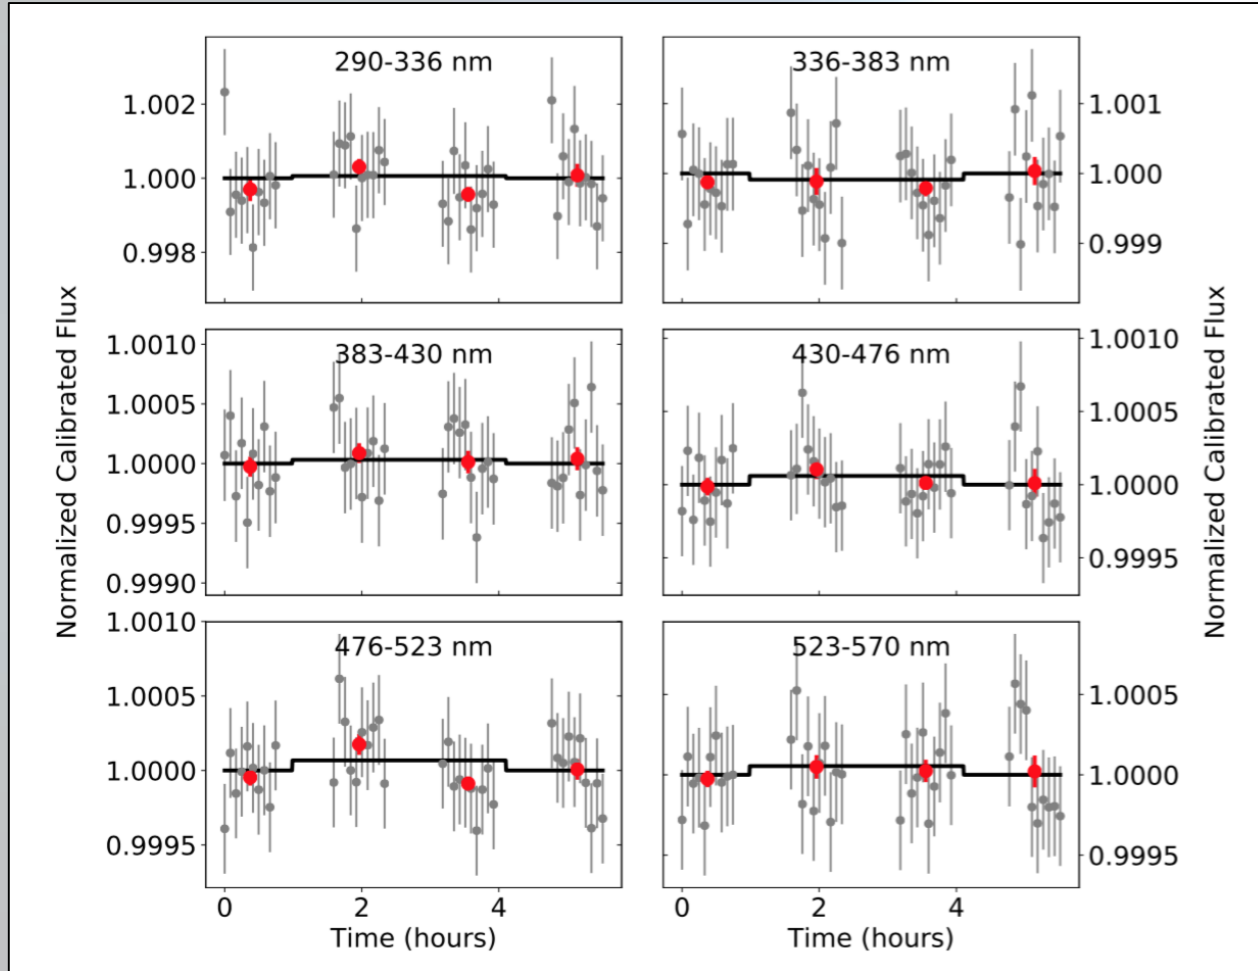 290-336 nm
336-383 nm
1.002
1.000
0.998
1.001
1.000
0.999
383-430 nm
430-476 nm
1.0010
1.0005
1.0000
0.9995
0.9990
1.0010
1.0005
1.0000
0.9995
476-523 nm
523-570 nm
1.0010
1.0005
1.0000
0.9995
1.0005
1.0000
0.9995
Normalized Calibrated Flux
Normalized Calibrated Flux
0 2 4
0 2 4
Time (hours)
Time (hours)